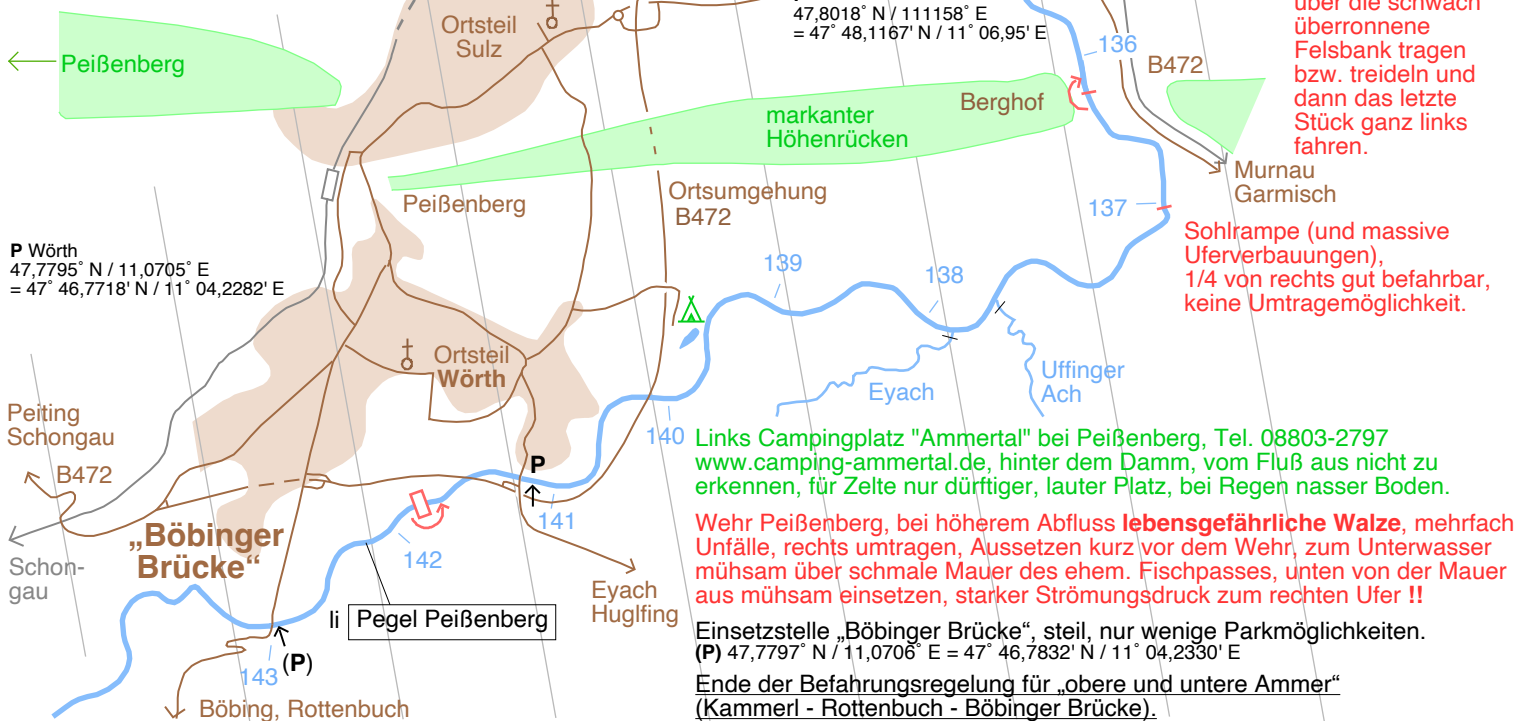 über die schwach
überronnene
Felsbank tragen
bzw. treideln und
dann das letzte
Stück ganz links
fahren.
47,8018° N / 111158° E
= 47° 48,1167' N / 11° 06,95' E
Ortsteil
Sulz
136
B472
Peißenberg
Berghof
markanter
Höhenrücken
Murnau
Garmisch
Peißenberg
Ortsumgehung
B472
137
Sohlrampe (und massive
Uferverbauungen),
1/4 von rechts gut befahrbar,
keine Umtragemöglichkeit.
P Wörth
47,7795° N / 11,0705° E
= 47° 46,7718' N / 11° 04,2282' E
139
138
Ortsteil
Wörth
Eyach
Uffinger
Ach
Peiting
Schongau
B472
140
Links Campingplatz "Ammertal" bei Peißenberg, Tel. 08803-2797
www.camping-ammertal.de, hinter dem Damm, vom Fluß aus nicht zu
erkennen, für Zelte nur dürftiger, lauter Platz, bei Regen nasser Boden.
P
141
Wehr Peißenberg, bei höherem Abfluss lebensgefährliche Walze, mehrfach
Unfälle, rechts umtragen, Aussetzen kurz vor dem Wehr, zum Unterwasser
mühsam über schmale Mauer des ehem. Fischpasses, unten von der Mauer
aus mühsam einsetzen, starker Strömungsdruck zum rechten Ufer !!
„Böbinger
Brücke“
142
Schon-
gau
Eyach
Huglfing
li Pegel Peißenberg
Einsetzstelle „Böbinger Brücke“, steil, nur wenige Parkmöglichkeiten.
(P) 47,7797° N / 11,0706° E = 47° 46,7832' N / 11° 04,2330' E
(P)
143
Böbing, Rottenbuch
Ende der Befahrungsregelung für „obere und untere Ammer“
(Kammerl - Rottenbuch - Böbinger Brücke).